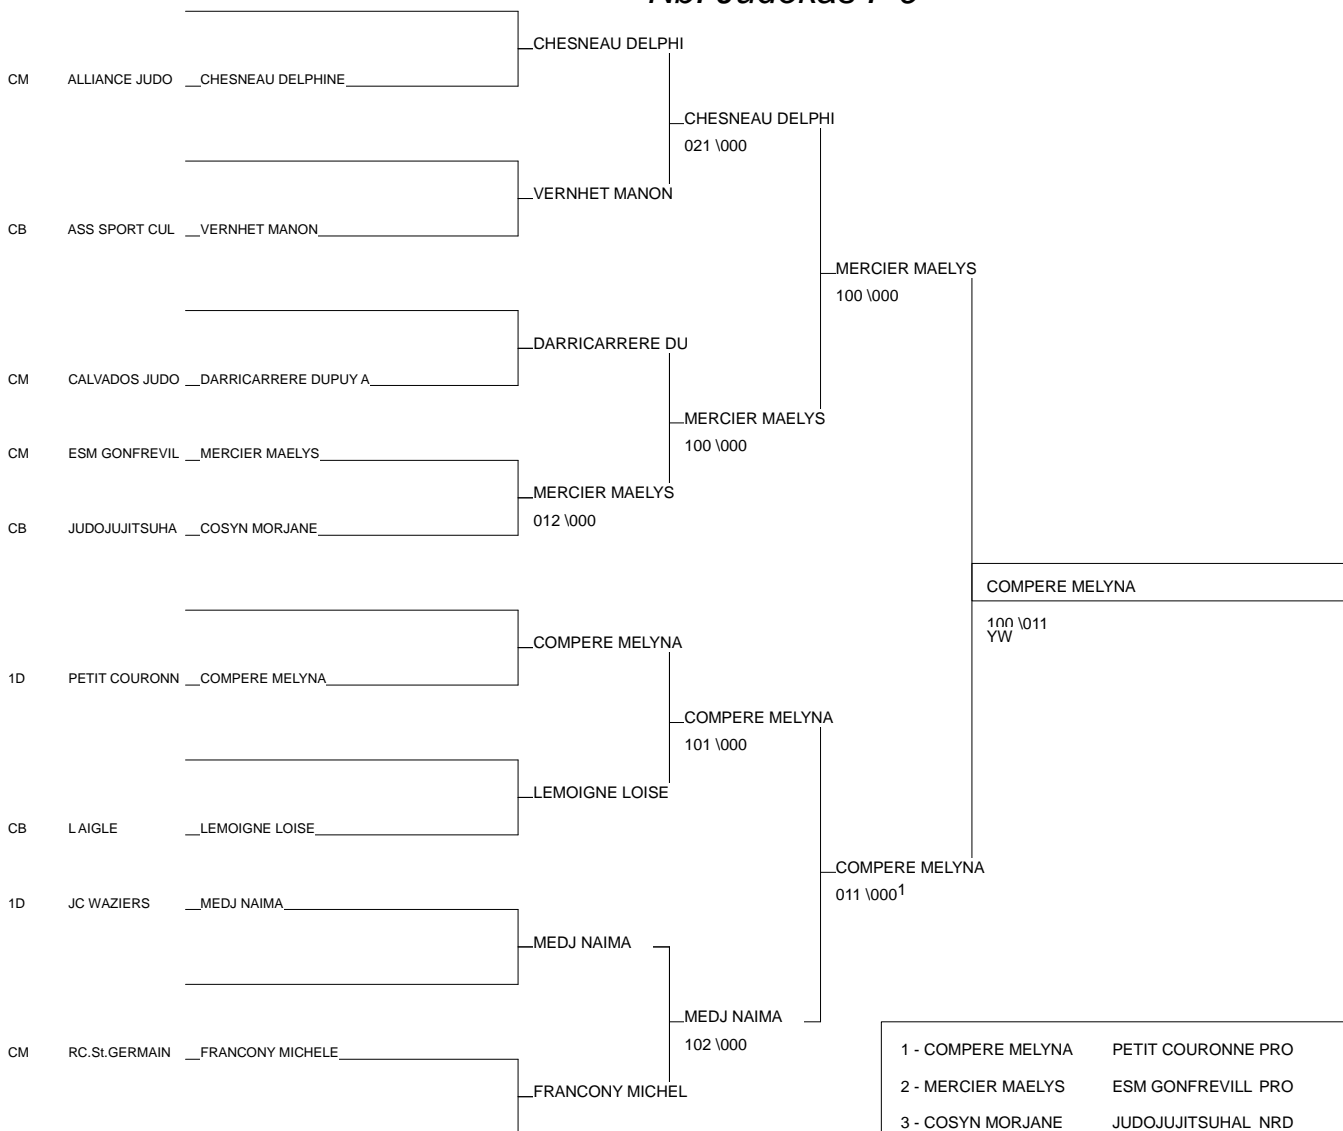 CHESNEAU DELPHI
CM ALLIANCE JUDO CHESNEAU DELPHINE
CHESNEAU DELPHI
021 \000
VERNHET MANON
CB ASS SPORT CUL VERNHET MANON
MERCIER MAELYS
100 \000
DARRICARRERE DU
CM CALVADOS JUDO DARRICARRERE DUPUY A
MERCIER MAELYS
100 \000
CM ESM GONFREVIL MERCIER MAELYS
MERCIER MAELYS
012 \000
CB JUDOJUJITSUHA COSYN MORJANE
COMPERE MELYNA
100 \011
YW
COMPERE MELYNA
1D PETIT COURONN COMPERE MELYNA
COMPERE MELYNA
101 \000
LEMOIGNE LOISE
CB L AIGLE LEMOIGNE LOISE
COMPERE MELYNA
011 \000 1
1D JC WAZIERS MEDJ NAIMA
MEDJ NAIMA
MEDJ NAIMA
102 \000
CM RC.St.GERMAIN FRANCONY MICHELE
FRANCONY MICHEL
1 - COMPERE MELYNA PETIT COURONNE PRO
2 - MERCIER MAELYS ESM GONFREVILL PRO
3 - COSYN MORJANE JUDOJUJITSUHAL NRD